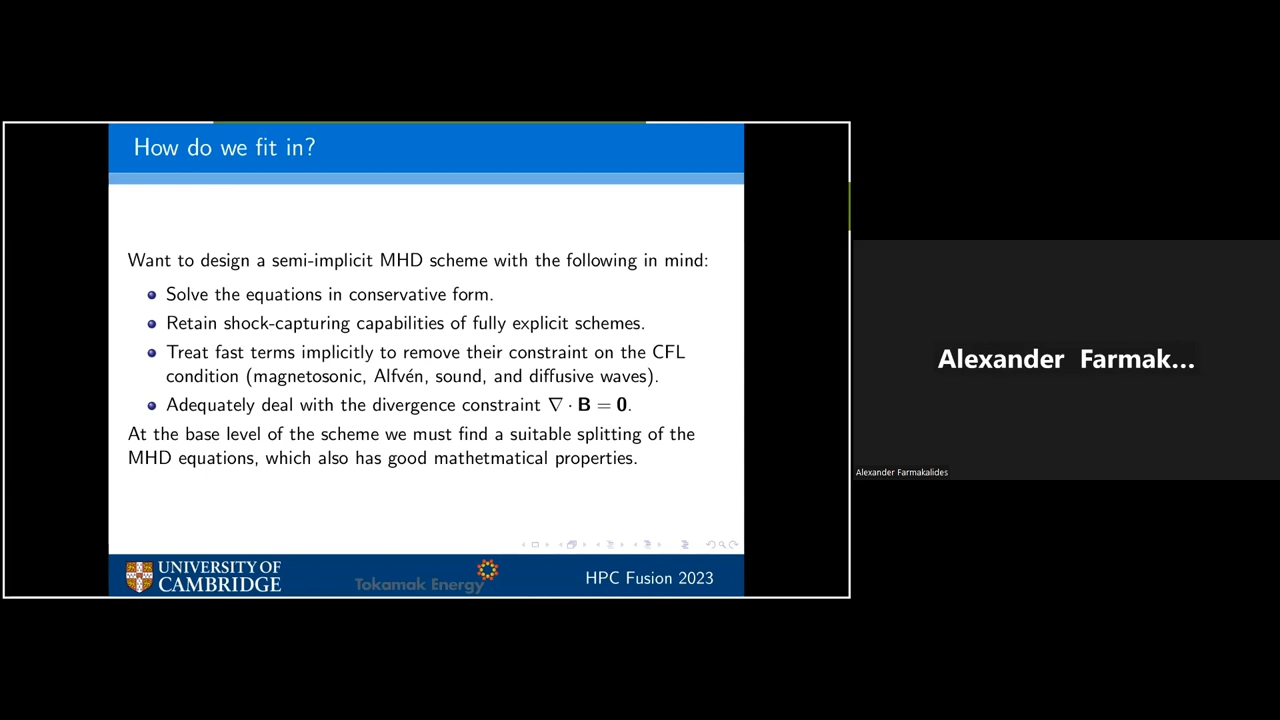 How do we fit in?
Want to design a semi-implicit MHD scheme with the following in mind:
Solve the equations in conservative form.
Retain shock-capturing capabilities of fully explicit schemes.
Treat fast terms implicitly to remove their constraint on the CFL
condition (magnetosonic, Alfvén, sound, and diffusive waves).
Adequately deal with the divergence constraint ∇ · B = 0.
At the base level of the scheme we must find a suitable splitting of the
MHD equations, which also has good mathetmatical properties.
UNIVERSITY OF
CAMBRIDGE
Tokamak Energy
HPC Fusion 2023
Alexander Farmak...
Alexander Farmakalides